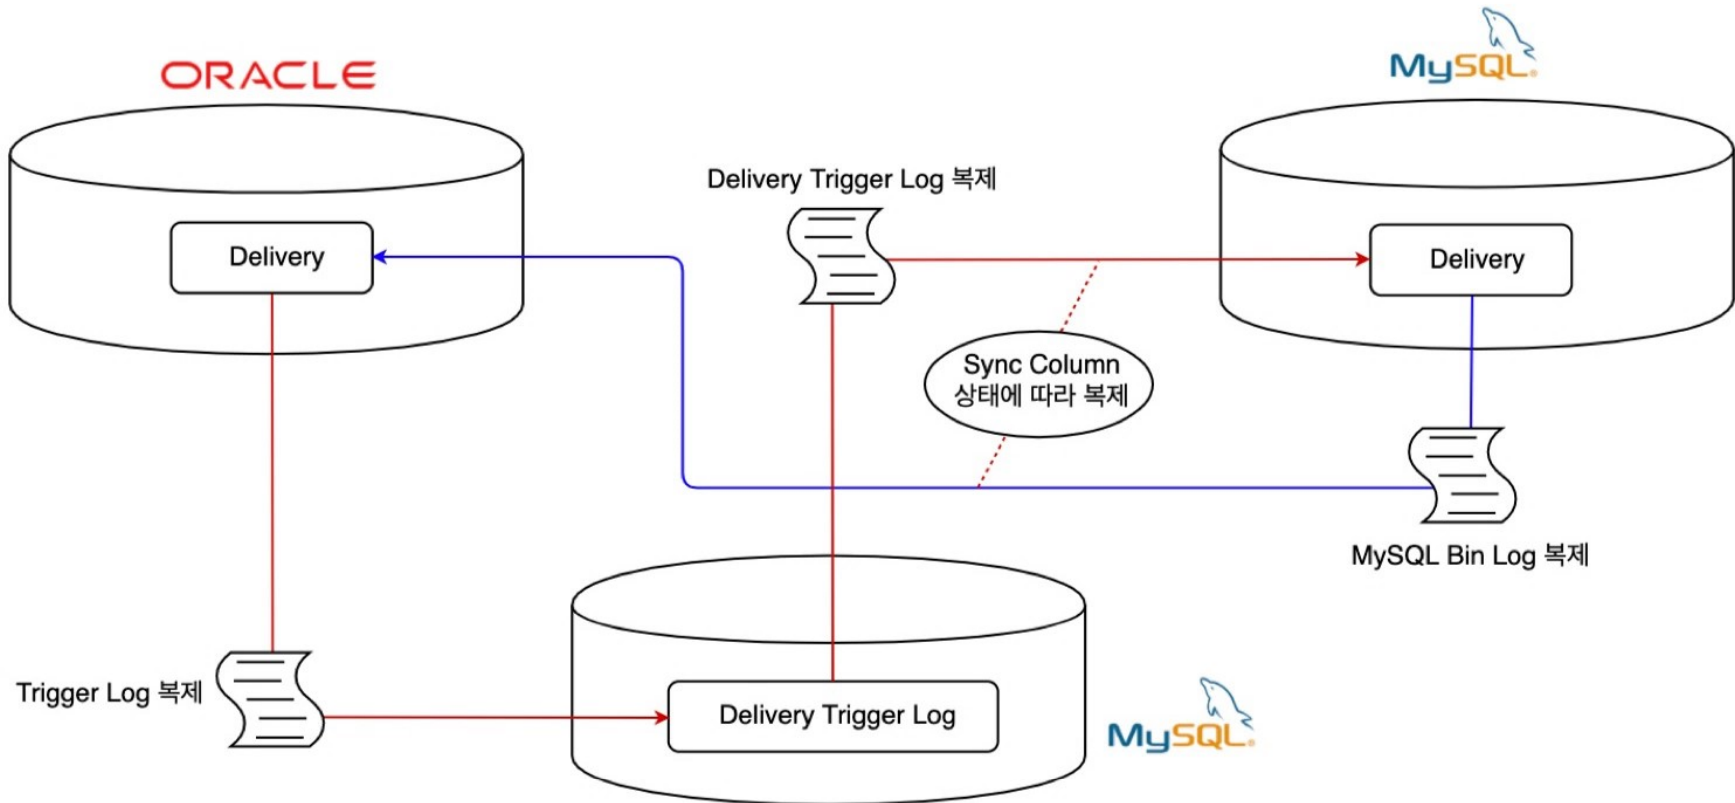 ORACLE
MySQL®
Delivery Trigger Log 복제
Delivery
Delivery
Sync Column
상태에 따라 복제
MySQL Bin Log 복제
Trigger Log 복제
Delivery Trigger Log
MySQL®